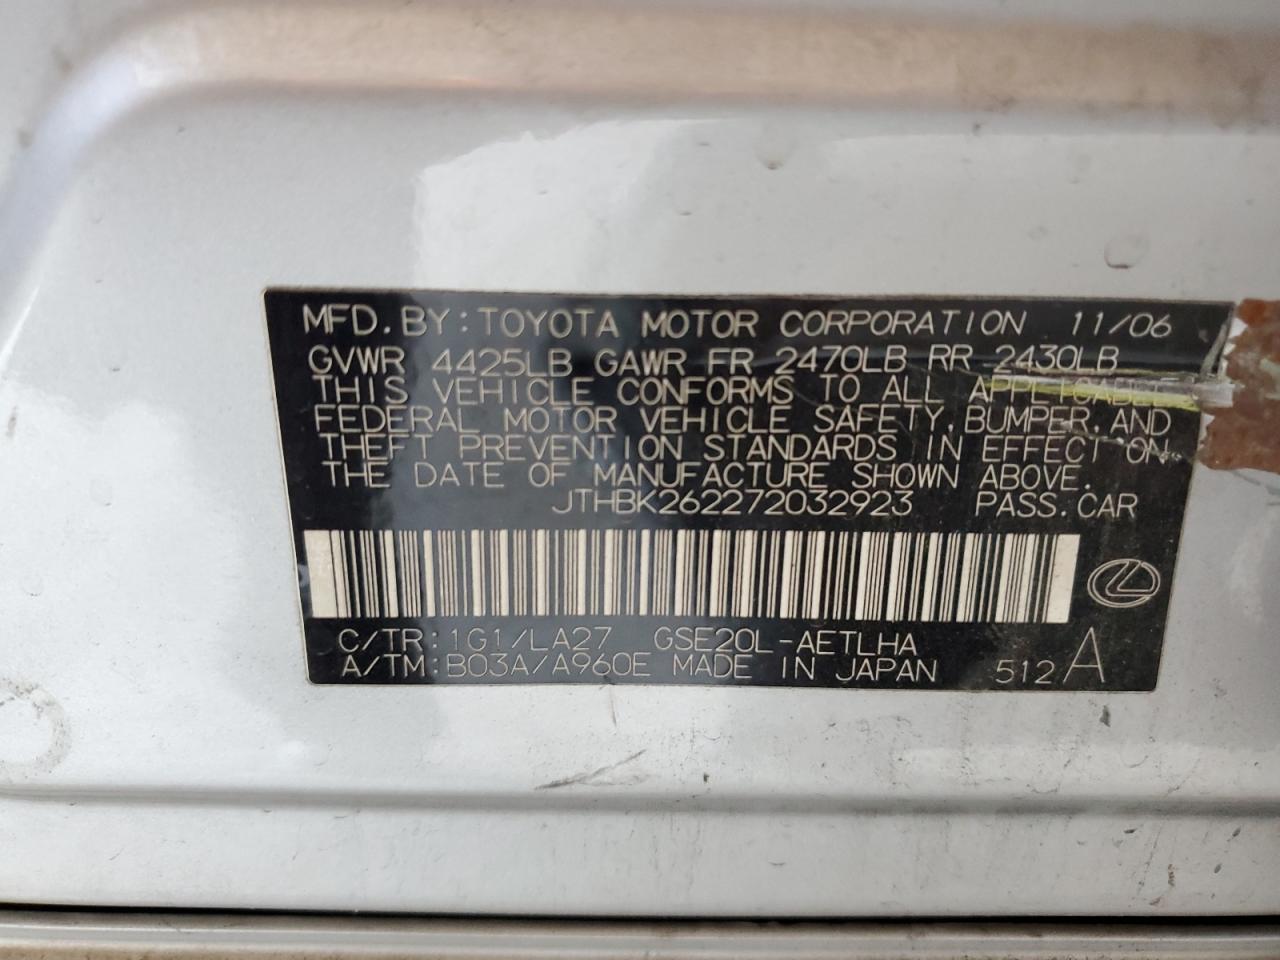 MFD. BY: TOYOTA MOTOR CORPORATION 11/06
GVWR 4425LB GAWR FR 2470LB RR 2430LB
THIS VEHICLE CONFORMS TO ALL APPLICABLE
FEDERAL MOTOR VEHICLE SAFETY, BUMPER, AND
THEFT PREVENTION STANDARDS IN EFFECT ON
THE DATE OF MANUFACTURE SHOWN ABOVE.
JTHBK262272032923 PASS. CAR
C/TR: 1G1/LA27 GSE20L-AETLHA
A/TM: B03A/A960E MADE IN JAPAN 512 A